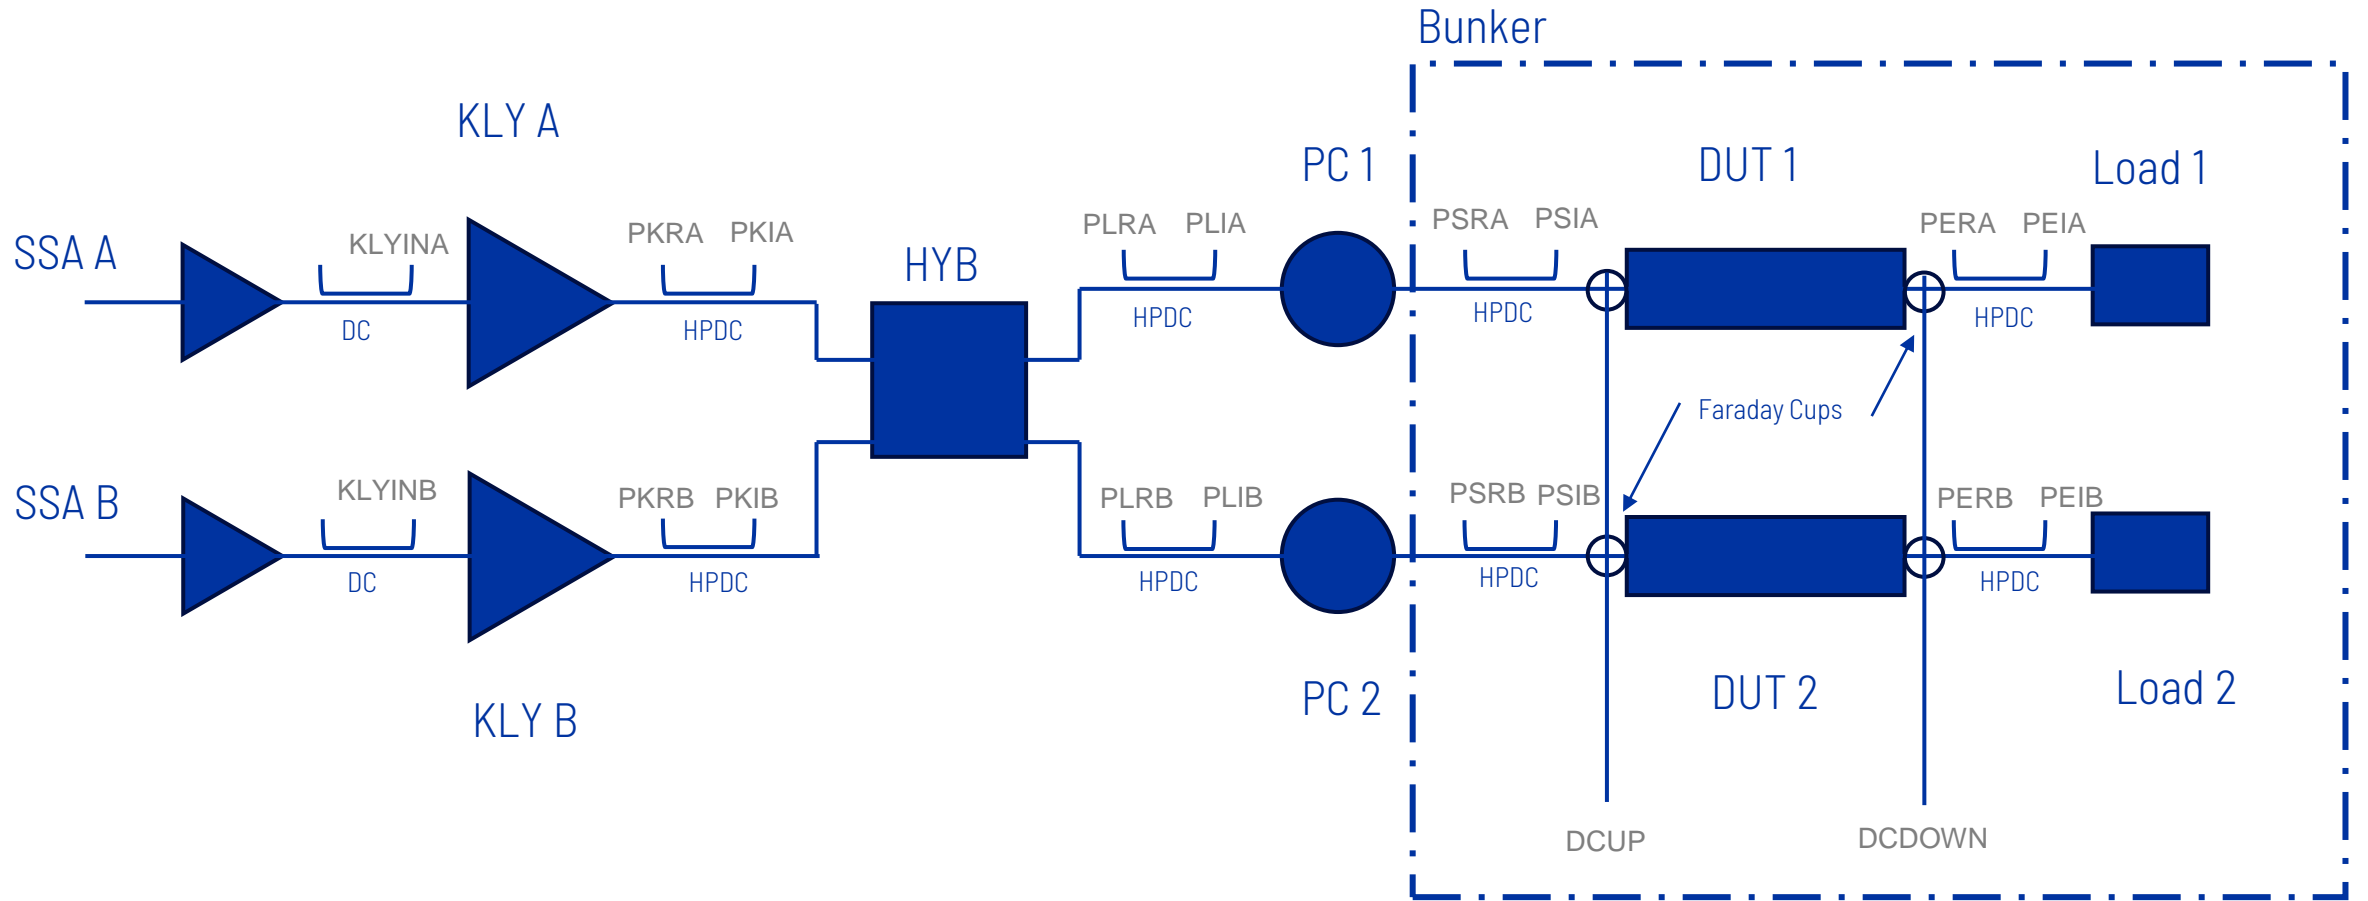 Bunker
KLY A
PC 1
DUT 1
Load 1
SSA A
KLYINA
PKRA
PKIA
HYB
PLRA
PLIA
PSRA
PSIA
PERA
PEIA
DC
HPDC
HPDC
HPDC
HPDC
Faraday Cups
SSA B
KLYINB
PKRB
PKIB
PLRB
PLIB
PSRB
PSIB
PERB
PEIB
DC
HPDC
HPDC
HPDC
HPDC
KLY B
PC 2
DUT 2
Load 2
DCUP
DCDOWN